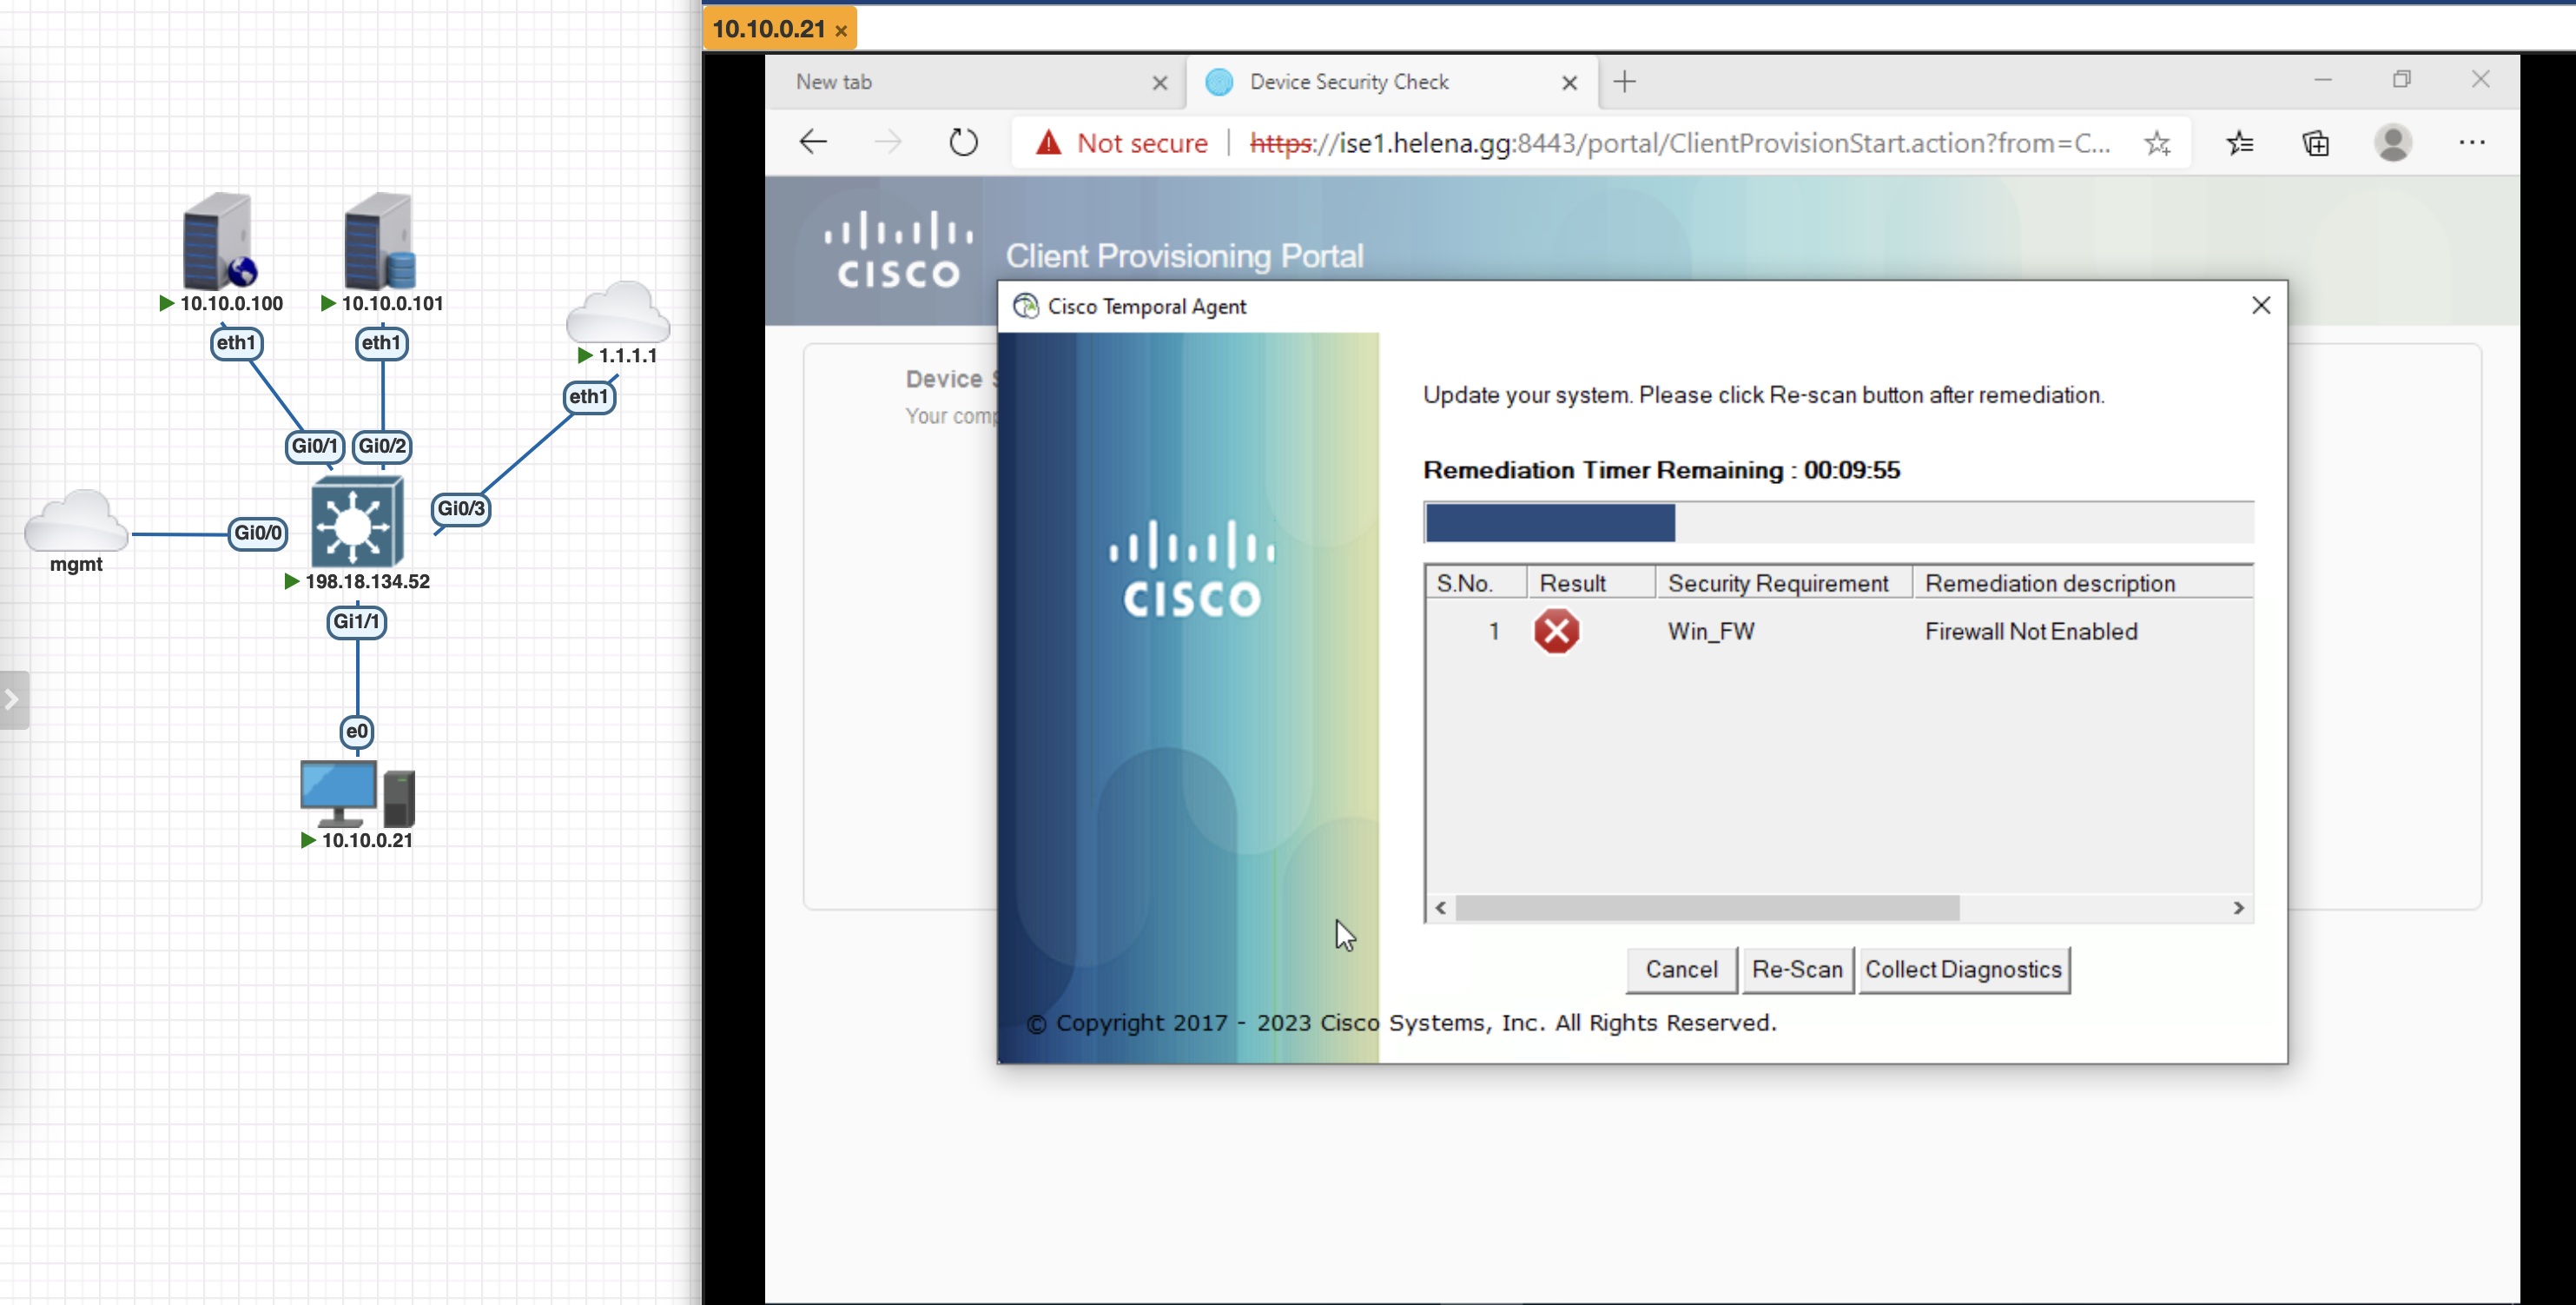 10.10.0.21 ×
New tab
Device Security Check
Not secure
https://ise1.helena.gg:8443/portal/ClientProvisionStart.action?from=C...
CISCO
Client Provisioning Portal
Cisco Temporal Agent
Device
Your comp
Update your system. Please click Re-scan button after remediation.
Remediation Timer Remaining : 00:09:55
CISCO
S.No. Result Security Requirement Remediation description
1 Win_FW Firewall Not Enabled
Cancel Re-Scan Collect Diagnostics
© Copyright 2017 - 2023 Cisco Systems, Inc. All Rights Reserved.
10.10.0.100
10.10.0.101
1.1.1.1
eth1
eth1
eth1
Gi0/1
Gi0/2
Gi0/3
Gi0/0
mgmt
198.18.134.52
Gi1/1
e0
10.10.0.21